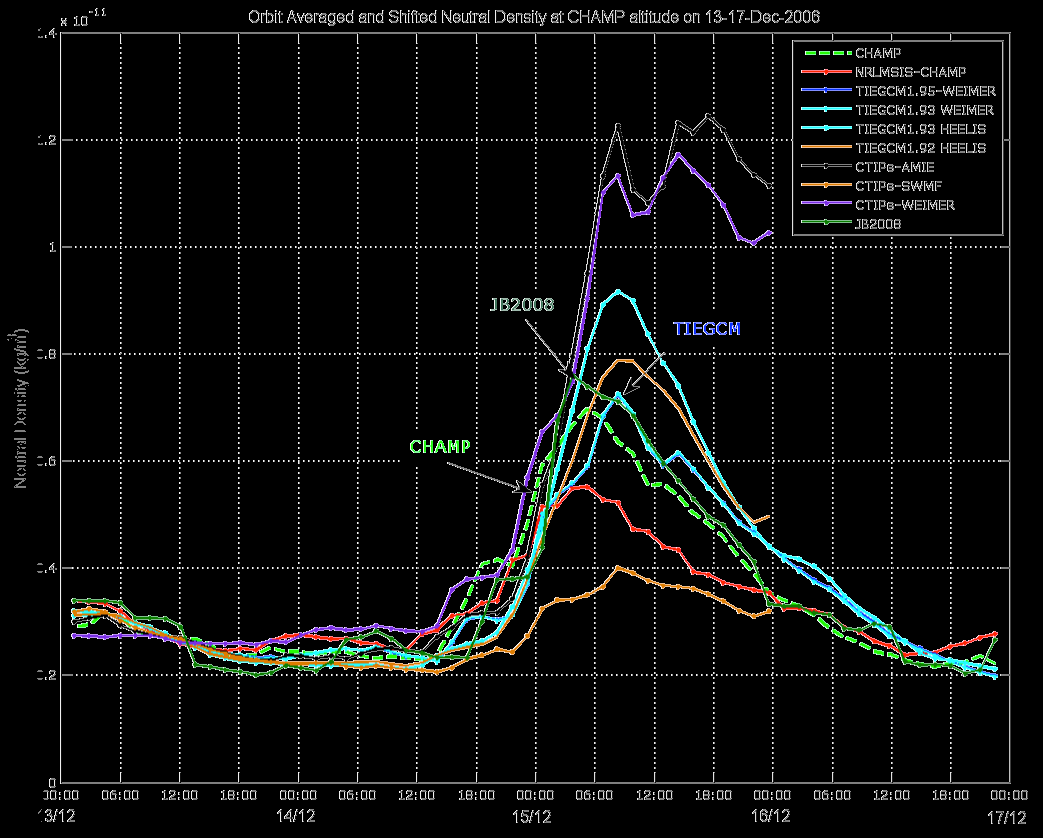 Orbit Averaged and Shifted Neutral Density at CHAMP altitude on 13-17-Dec-2006
x 10⁻¹¹
CHAMP
NRLMSIS-CHAMP
TIEGCM1.95-WEIMER
TIEGCM1.93 WEIMER
TIEGCM1.93 HEELIS
TIEGCM1.92 HEELIS
CTIPe-AMIE
CTIPe-SWMF
CTIPe-WEIMER
JB2008
1.4
1.2
1
0.8
0.6
0.4
0.2
0
Neutral Density (kg/m³)
JB2008
TIEGCM
CHAMP
00:00 06:00 12:00 18:00 00:00 06:00 12:00 18:00 00:00 06:00 12:00 18:00 00:00 06:00 12:00 18:00 00:00
13/12 14/12 15/12 16/12 17/12